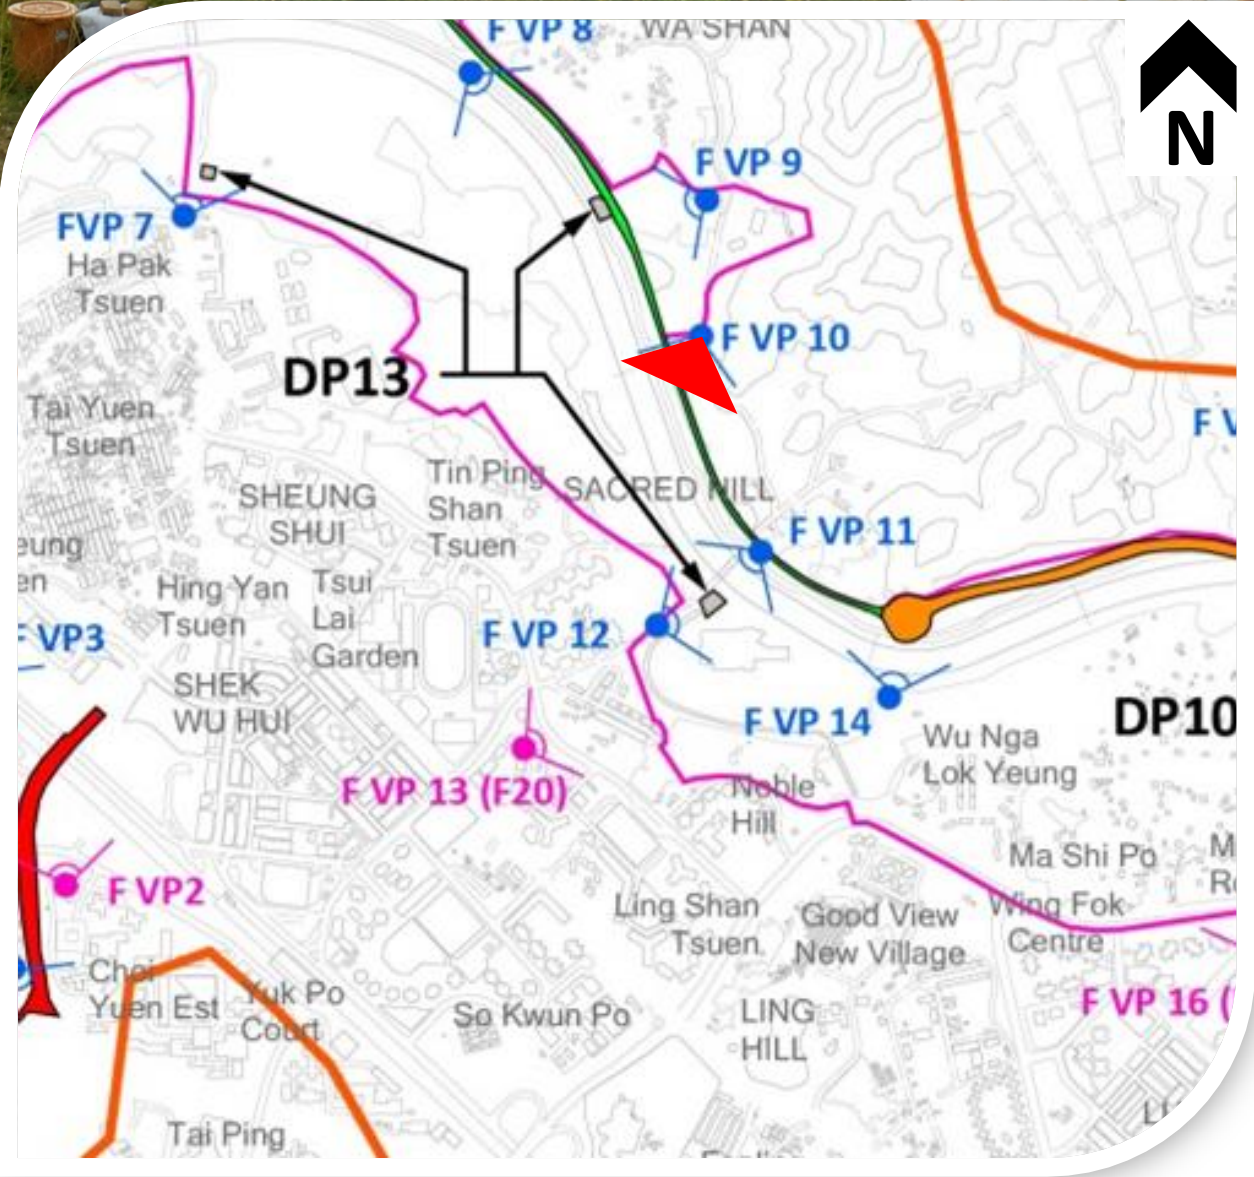 F VP 8
WA SHAN
N
F VP 9
FVP 7
Ha Pak
Tsuen
F VP 10
DP13
Tai Yuen
Tsuen
F V
Tin Ping
Shan
Tsuen
SACRED HILL
SHEUNG
SHUI
F VP 11
eung
en
Hing Yan
Tsuen
Tsui
Lai
Garden
F VP 12
F VP3
SHEK
WU HUI
F VP 14
DP10
Wu Nga
Lok Yeung
F VP 13 (F20)
Noble
Hill
Ma Shi Po
M
R
F VP2
Ling Shan
Tsuen
Good View
New Village
Wing Fok
Centre
Choi
Yuen Est
Yuk Po
Court
So Kwun Po
LING
HILL
F VP 16 (
Tai Ping